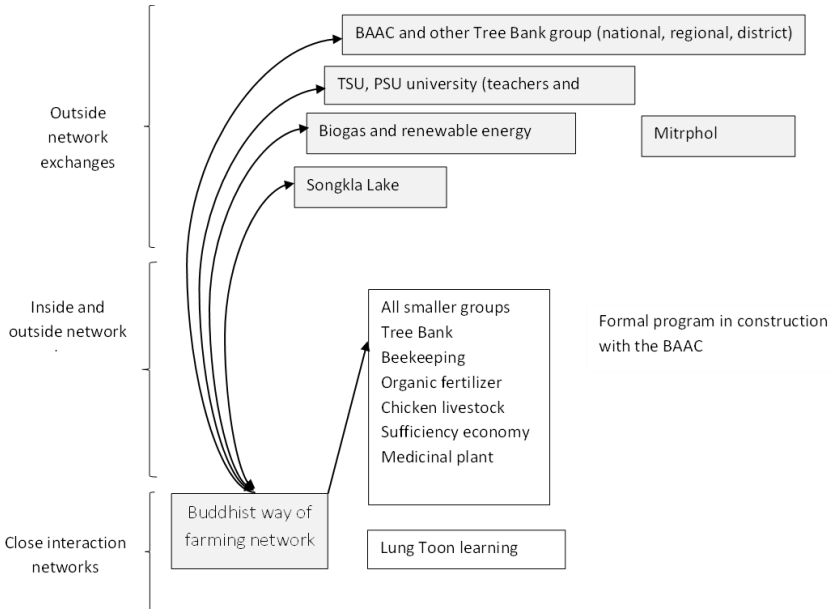 BAAC and other Tree Bank group (national, regional, district)
TSU, PSU university (teachers and
Outside
network
exchanges
Biogas and renewable energy
Mitrphol
Songkla Lake
Inside and
outside network
All smaller groups
Tree Bank
Beekeeping
Organic fertilizer
Chicken livestock
Sufficiency economy
Medicinal plant
Formal program in construction
with the BAAC
Buddhist way of
farming network
Close interaction
networks
Lung Toon learning